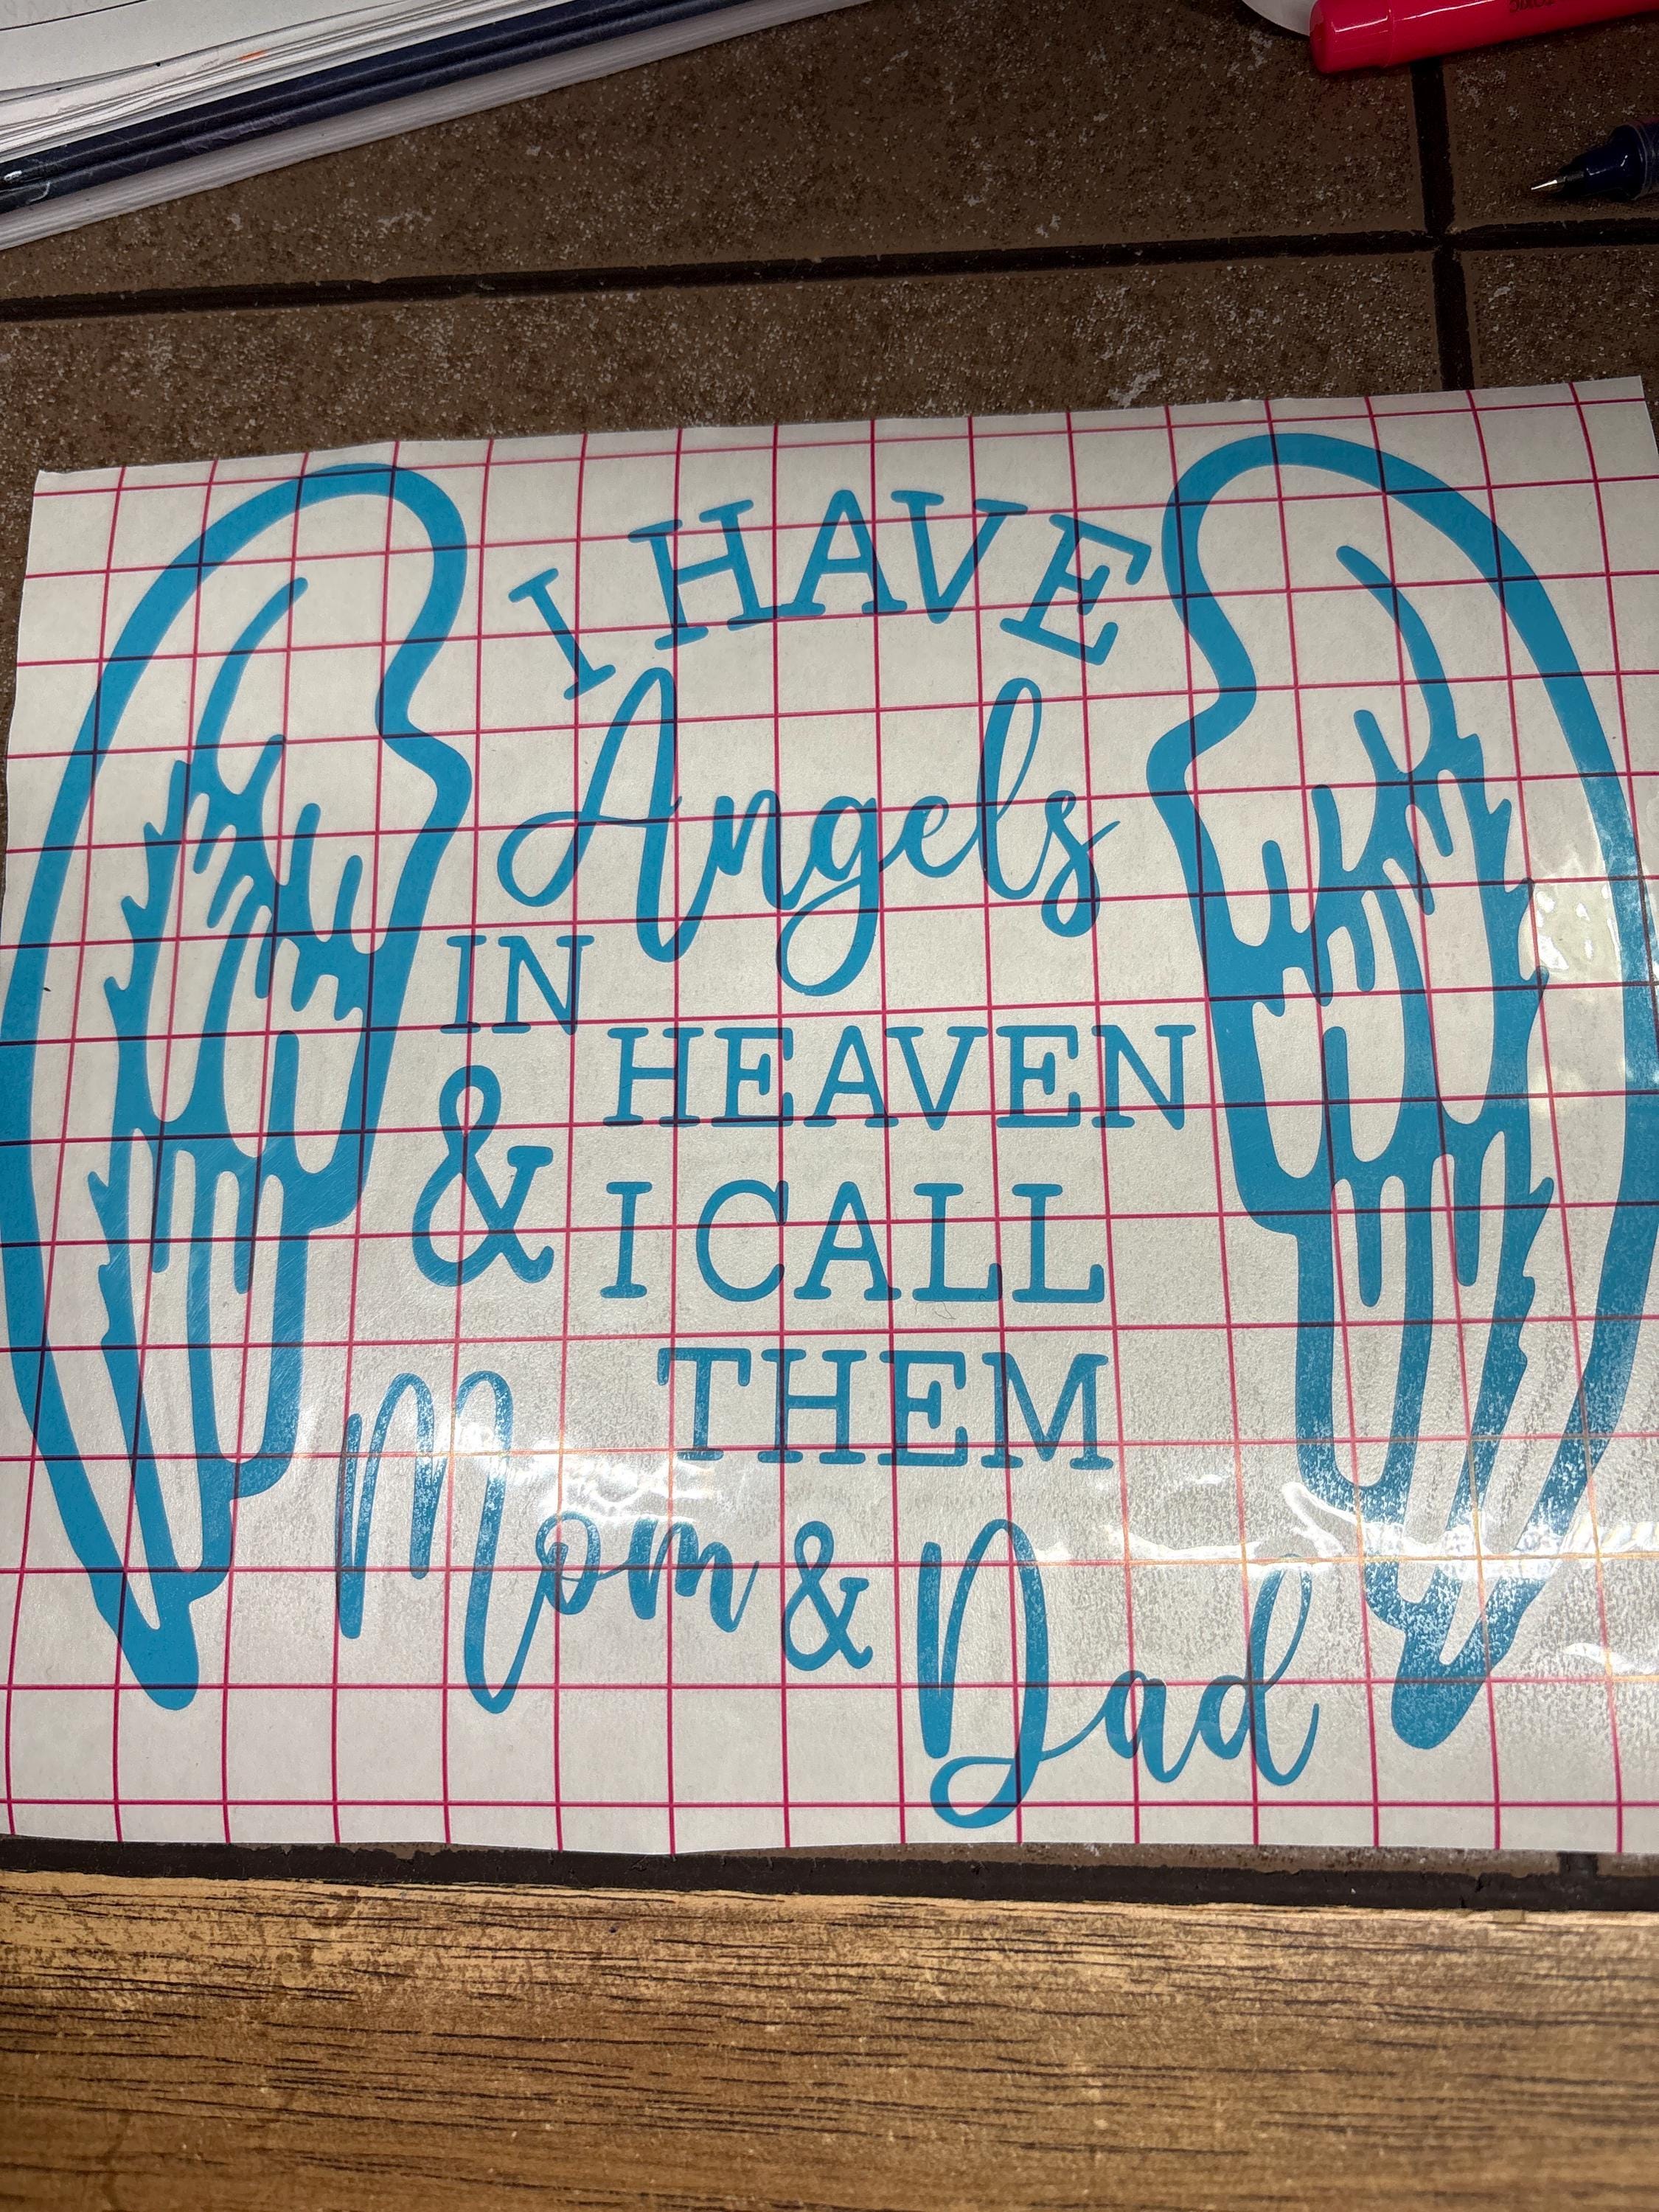 I HAVE
Angels
IN
HEAVEN
& I CALL
THEM
Mom & Dad